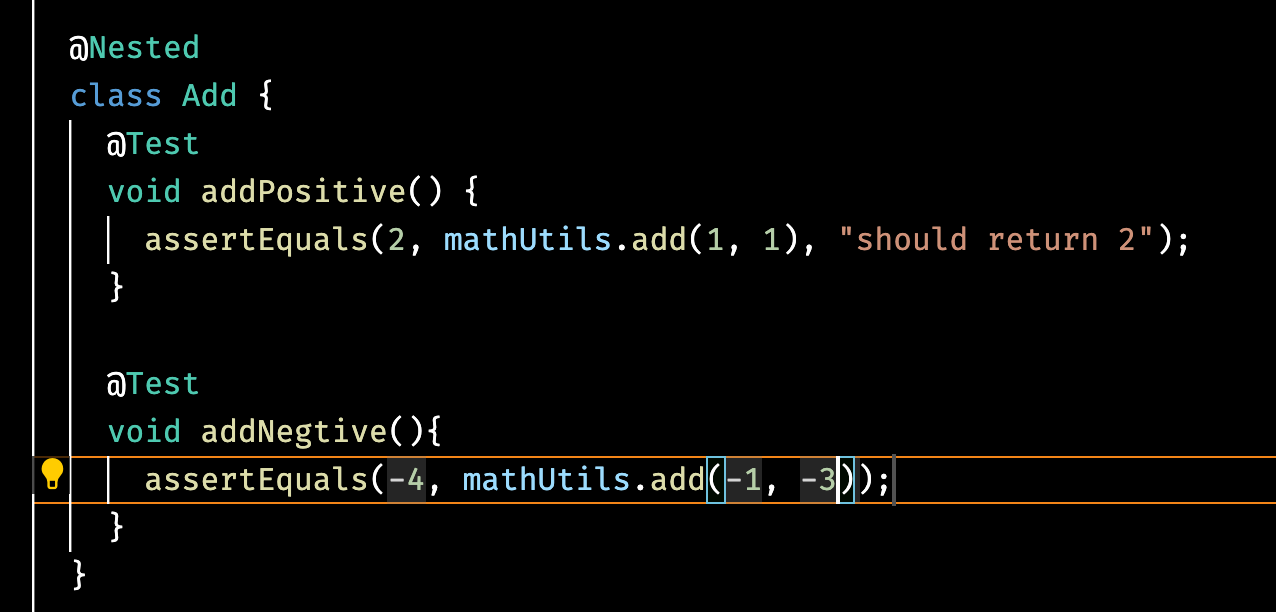 @Nested
class Add {
@Test
void addPositive() {
assertEquals(2, mathUtils.add(1, 1), "should return 2");
}
@Test
void addNegtive(){
assertEquals(-4, mathUtils.add(-1, -3));
}
}